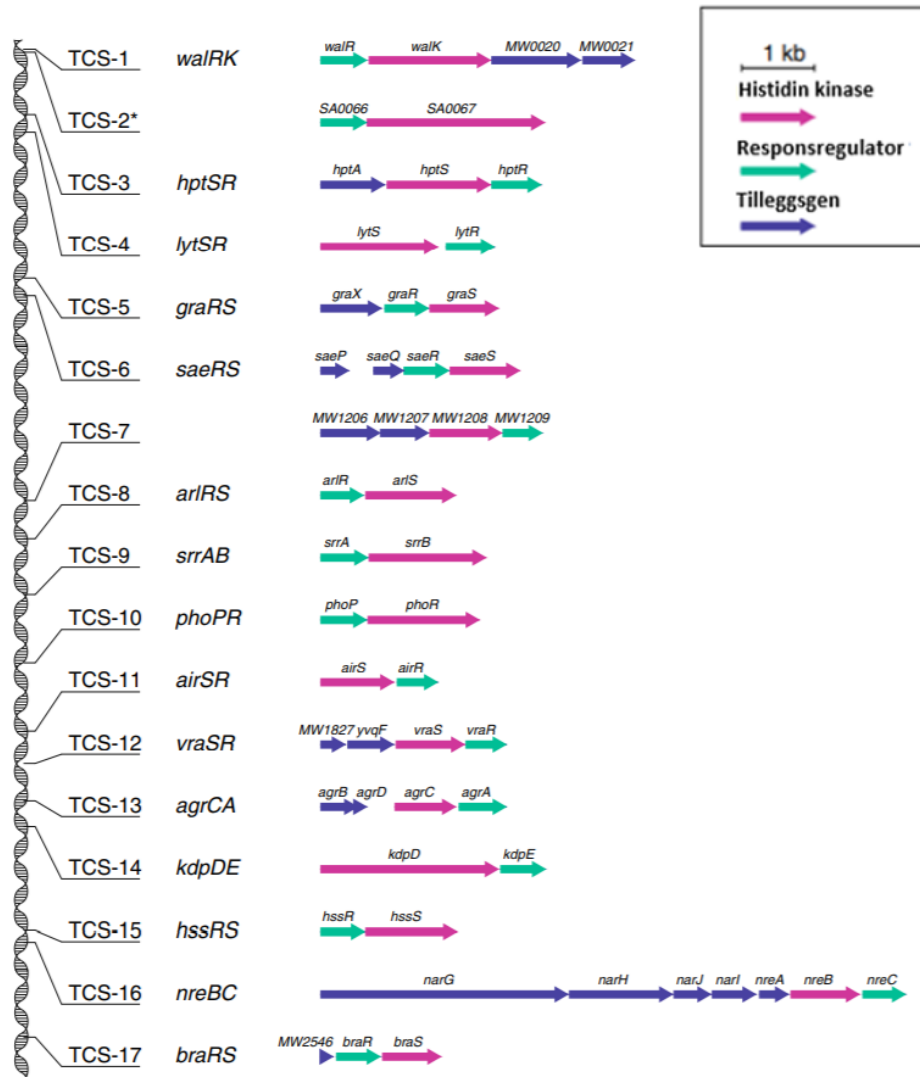 1 kb
Histidin kinase
Responsregulator
Tilleggsgen
TCS-1 walRK walR walK MW0020 MW0021
TCS-2* SA0066 SA0067
TCS-3 hptSR hptA hptS hptR
TCS-4 lytSR lytS lytR
TCS-5 graRS graX graR graS
TCS-6 saeRS saeP saeQ saeR saeS
TCS-7 MW1206 MW1207 MW1208 MW1209
TCS-8 arlRS arlR arlS
TCS-9 srrAB srrA srrB
TCS-10 phoPR phoP phoR
TCS-11 airSR airS airR
TCS-12 vraSR MW1827 yvqF vraS vraR
TCS-13 agrCA agrB agrD agrC agrA
TCS-14 kdpDE kdpD kdpE
TCS-15 hssRS hssR hssS
TCS-16 nreBC narG narH narJ narI nreA nreB nreC
TCS-17 braRS MW2546 braR braS